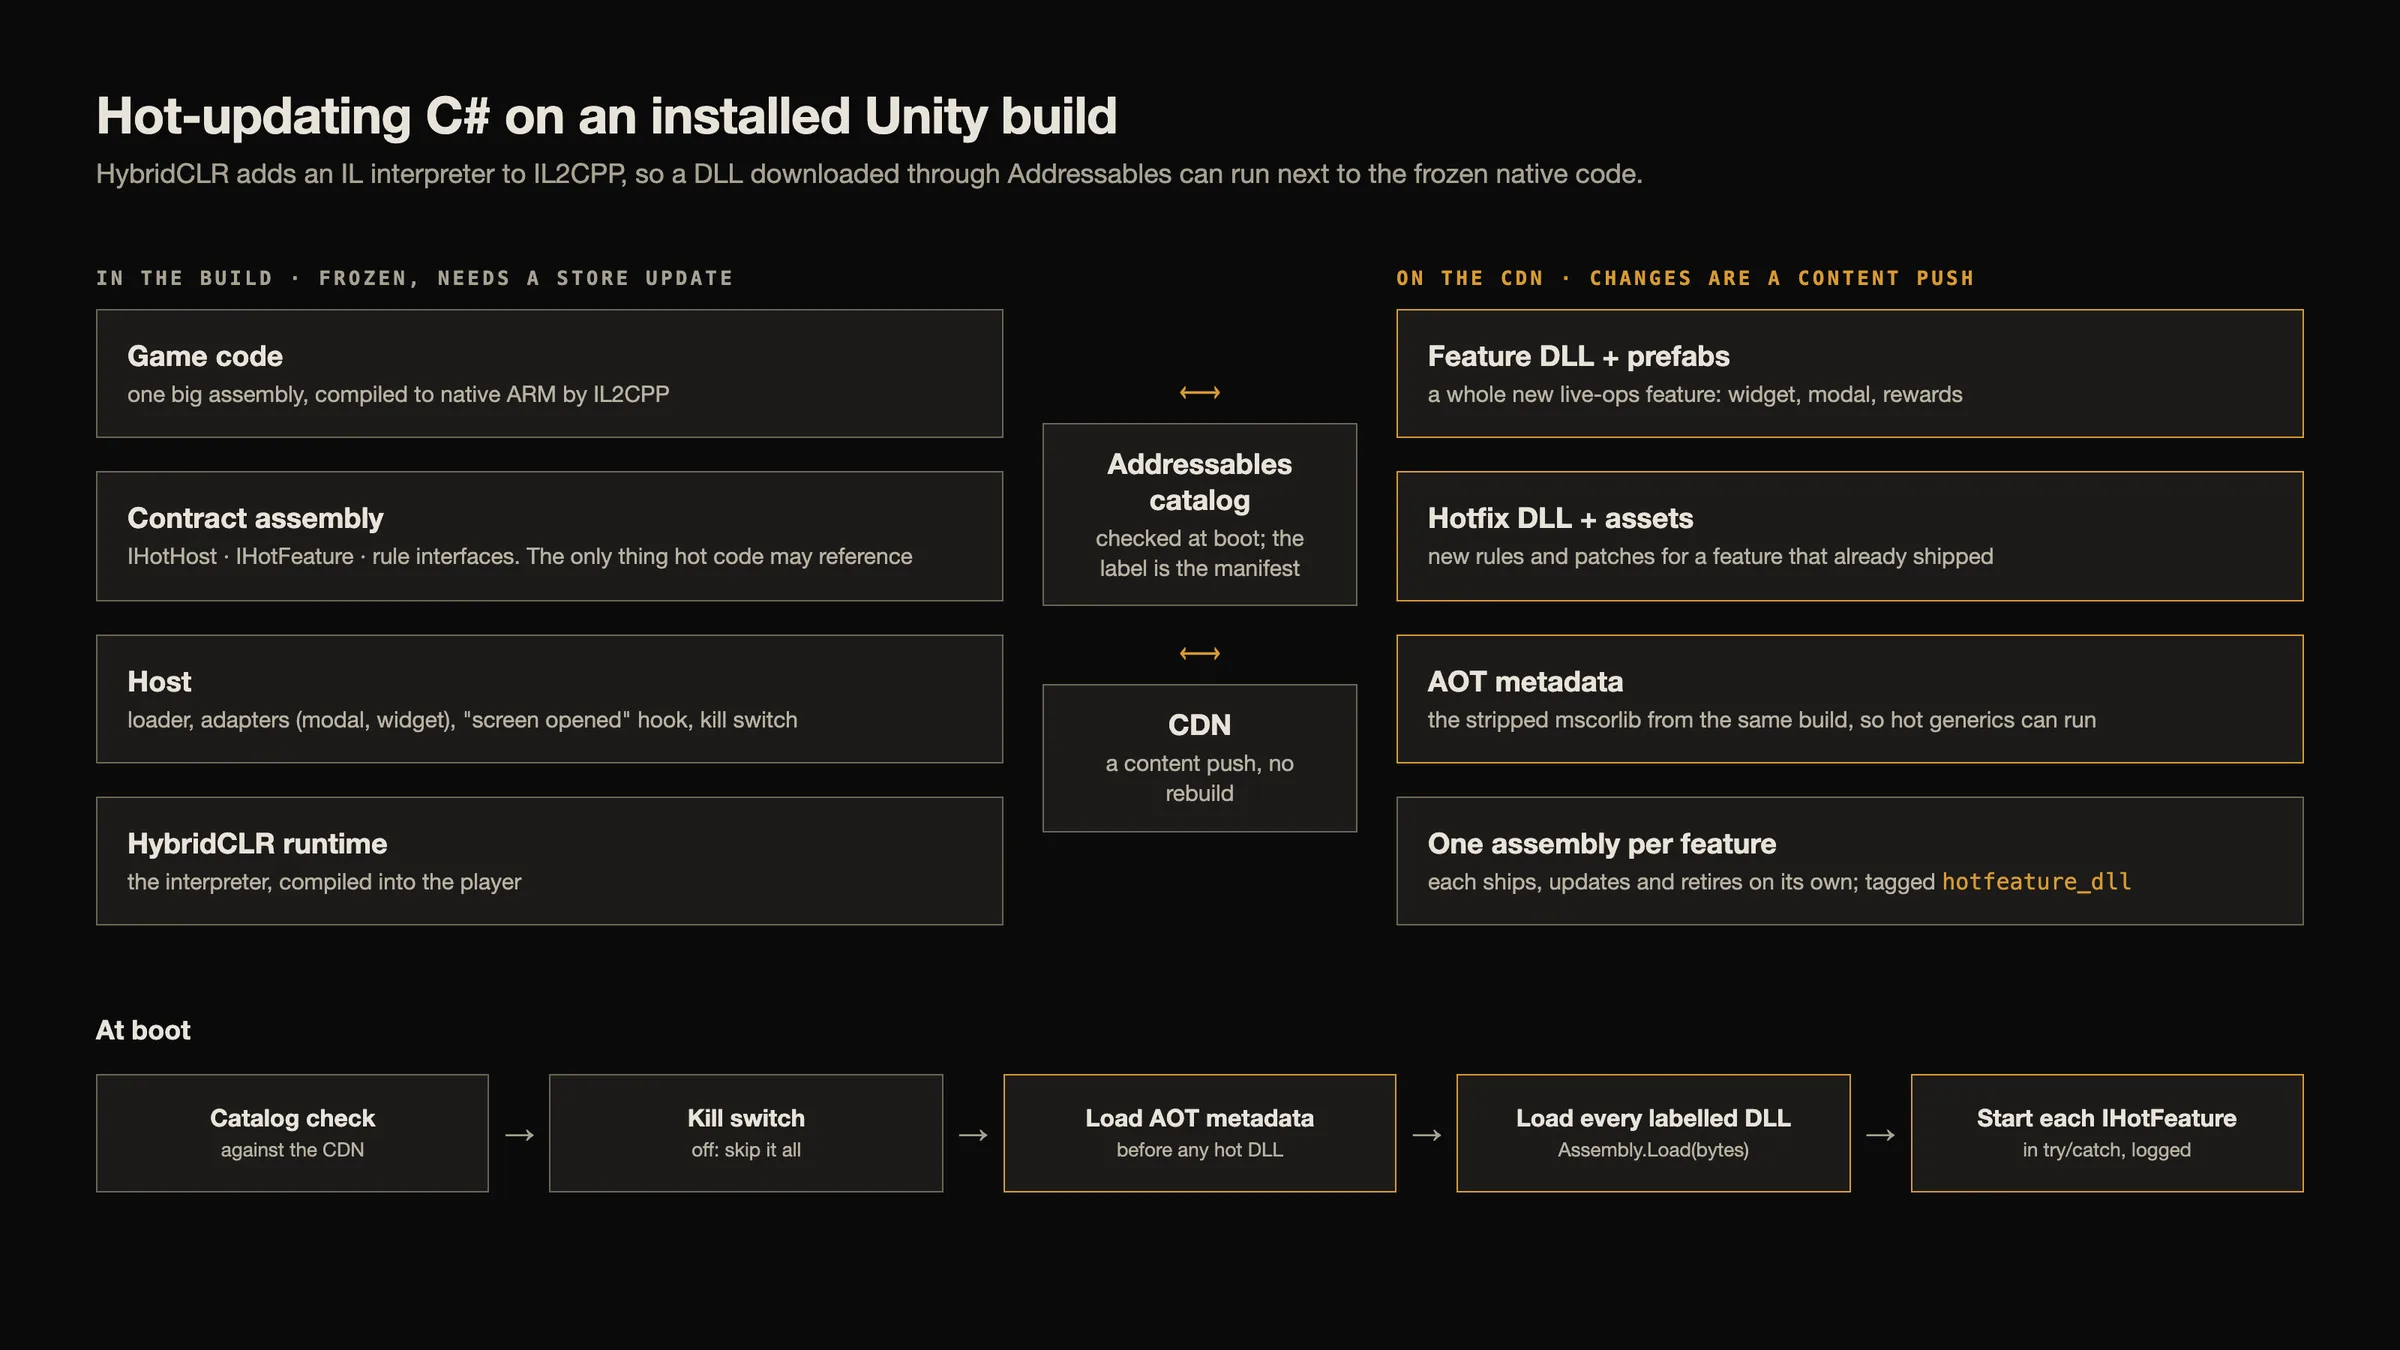 Hot-updating C# on an installed Unity build
HybridCLR adds an IL interpreter to IL2CPP, so a DLL downloaded through Addressables can run next to the frozen native code.
IN THE BUILD · FROZEN, NEEDS A STORE UPDATE
Game code
one big assembly, compiled to native ARM by IL2CPP
Contract assembly
IHotHost · IHotFeature · rule interfaces. The only thing hot code may reference
Host
loader, adapters (modal, widget), "screen opened" hook, kill switch
HybridCLR runtime
the interpreter, compiled into the player
⟷
Addressables
catalog
checked at boot; the
label is the manifest
⟷
CDN
a content push, no
rebuild
ON THE CDN · CHANGES ARE A CONTENT PUSH
Feature DLL + prefabs
a whole new live-ops feature: widget, modal, rewards
Hotfix DLL + assets
new rules and patches for a feature that already shipped
AOT metadata
the stripped mscorlib from the same build, so hot generics can run
One assembly per feature
each ships, updates and retires on its own; tagged hotfeature_dll
At boot
Catalog check
against the CDN
→
Kill switch
off: skip it all
→
Load AOT metadata
before any hot DLL
→
Load every labelled DLL
Assembly.Load(bytes)
→
Start each IHotFeature
in try/catch, logged